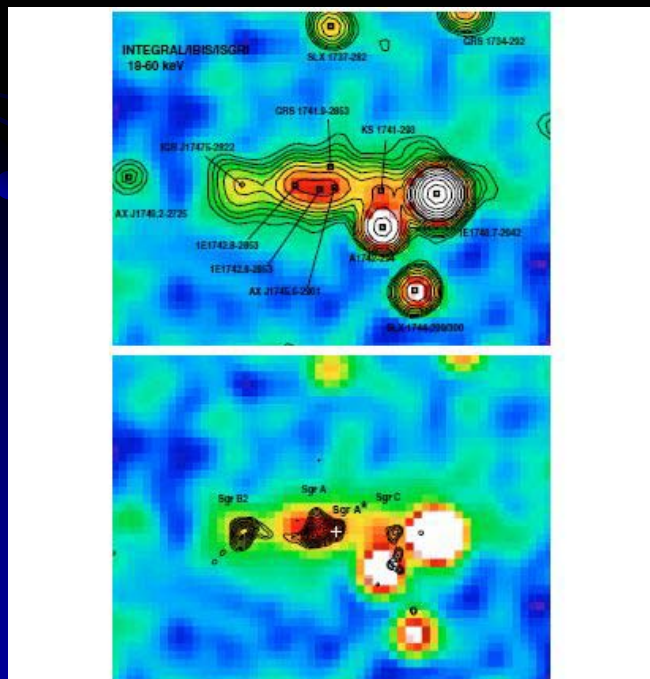 INTEGRAL/IBIS/ISGRI
18-60 keV
GRS 1734-292
SLX 1737-282
GRS 1741.9-2853
KS 1741-293
IGR J17475-2822
AX J1749.2-2725
1E1740.7-2942
1E1742.8-2853
A1742-294
1E1742.9-2853
AX J1745.6-2901
SLX 1744-299/300
Sgr B2
Sgr A
Sgr A*
Sgr C